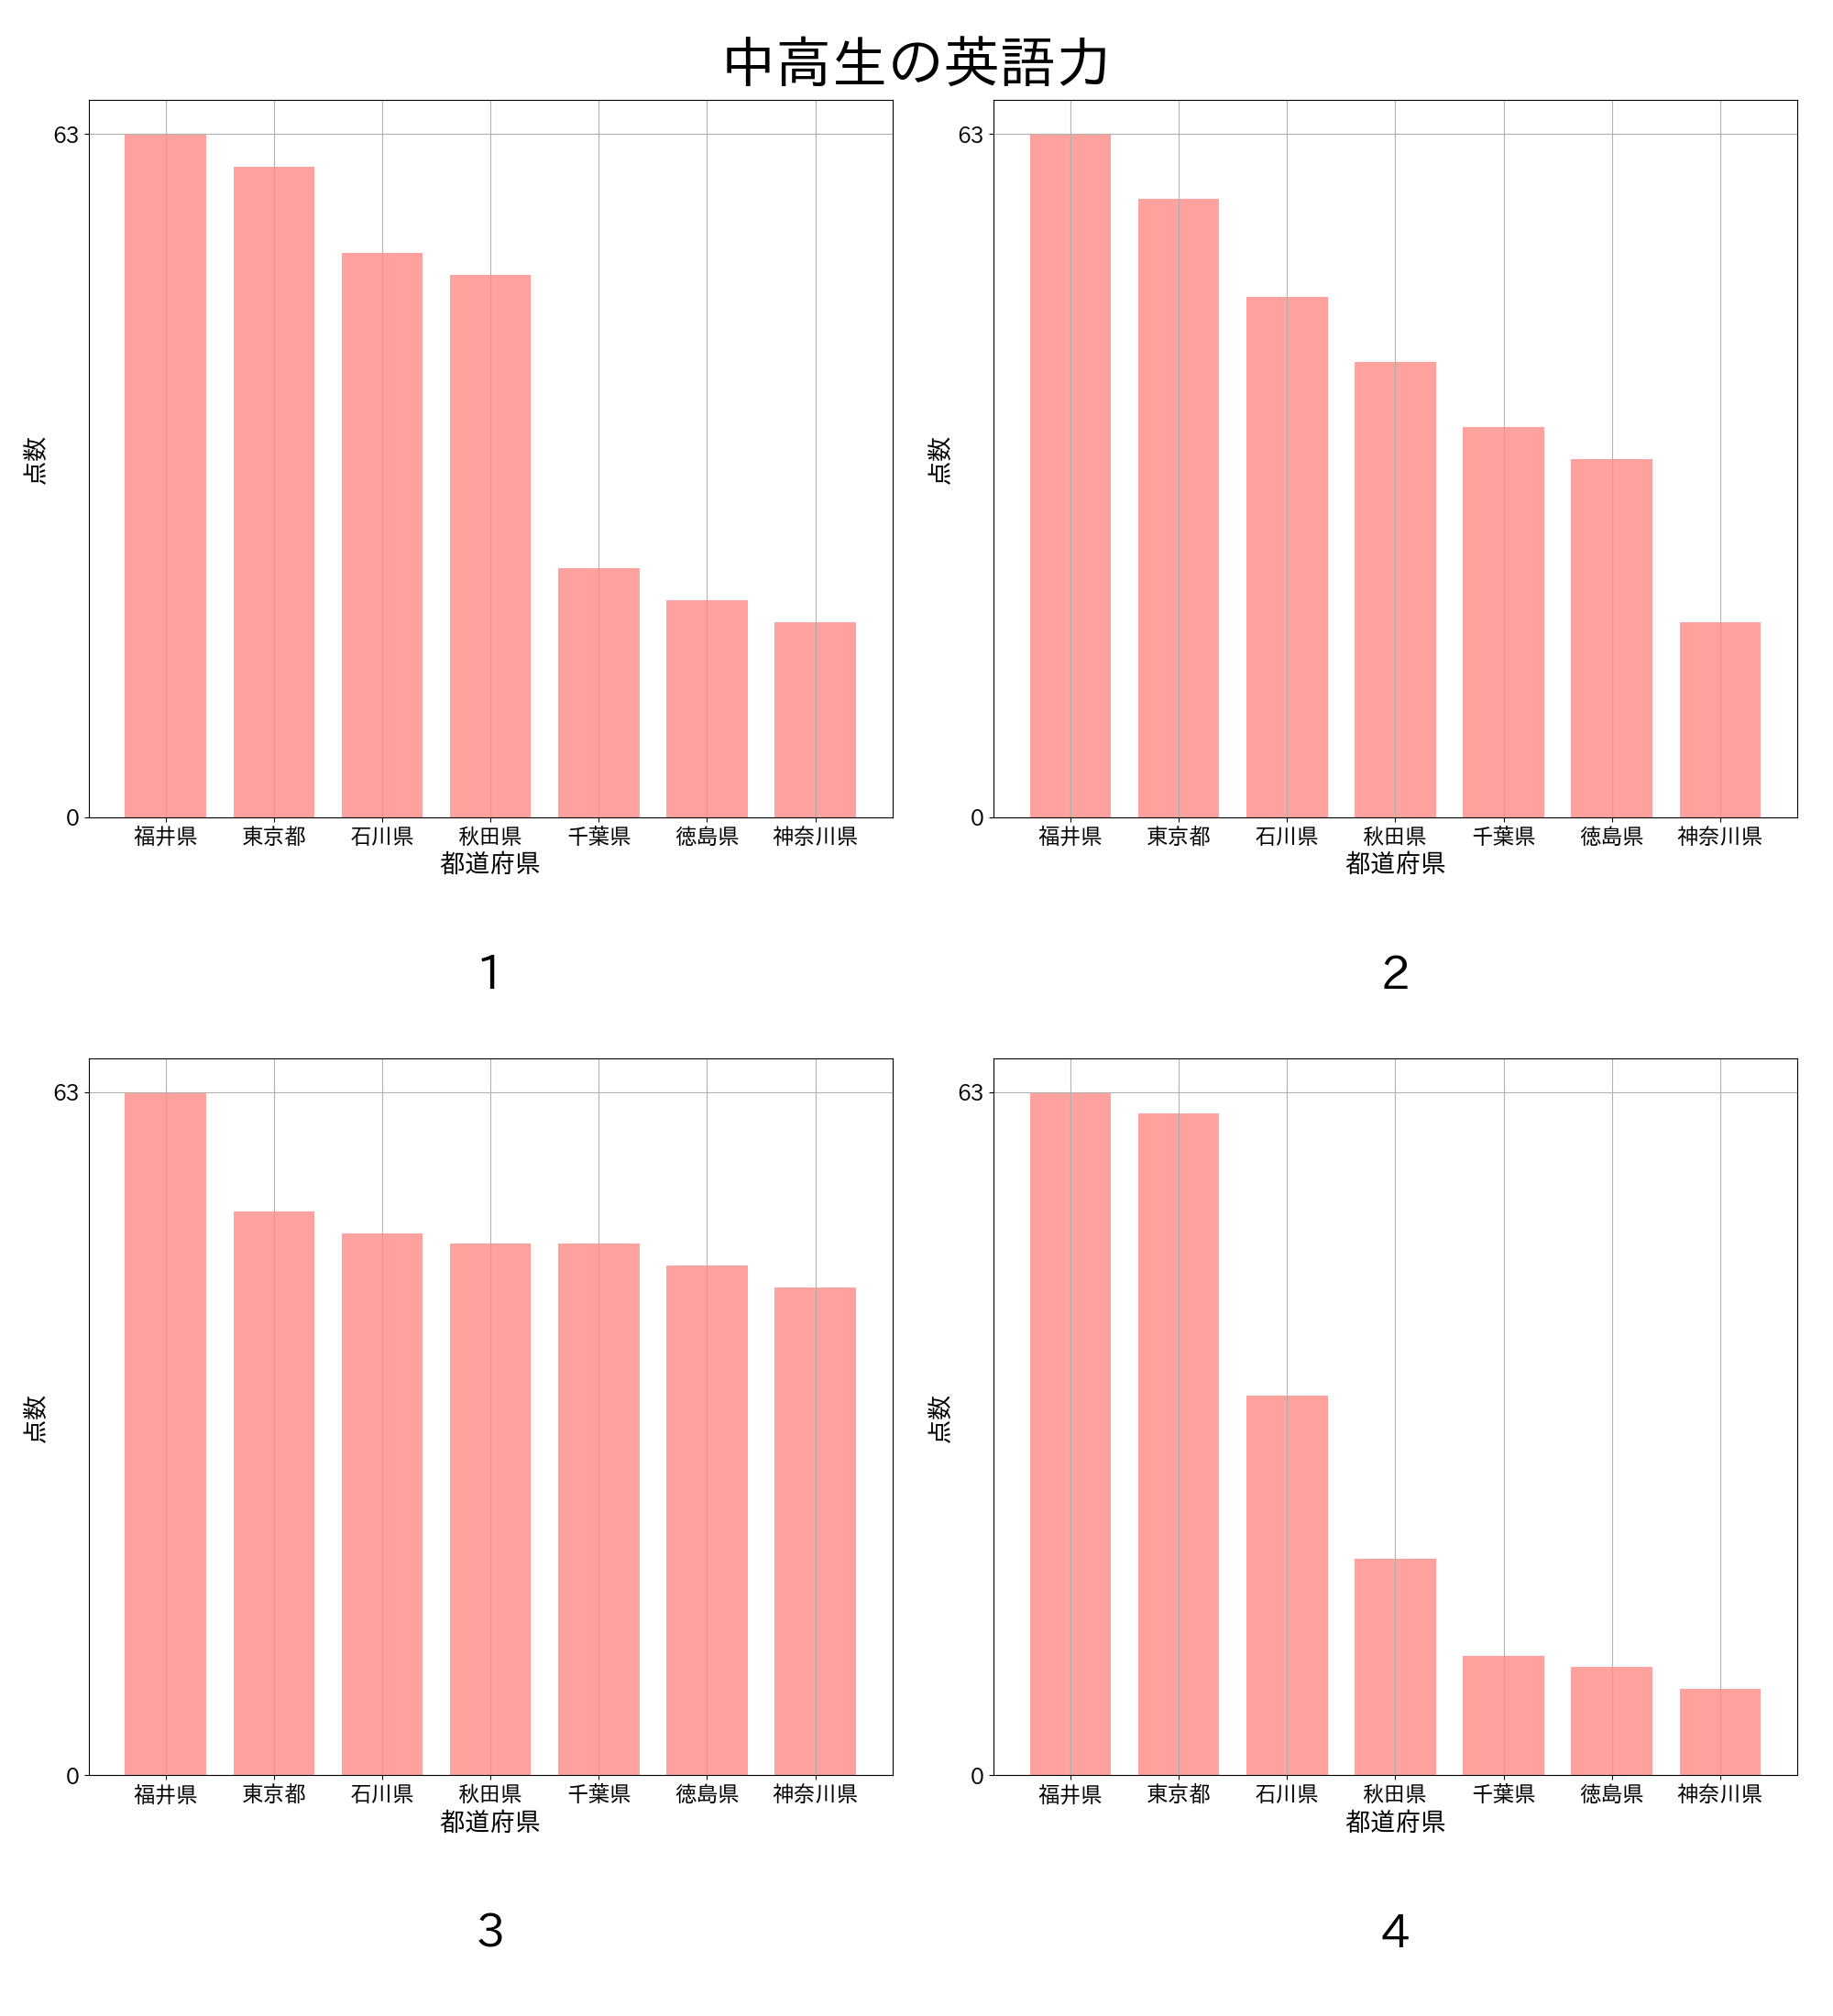 中高生の英語力
63
点数
0
福井県 東京都 石川県 秋田県 千葉県 徳島県 神奈川県
都道府県
1
63
点数
0
福井県 東京都 石川県 秋田県 千葉県 徳島県 神奈川県
都道府県
2
63
点数
0
福井県 東京都 石川県 秋田県 千葉県 徳島県 神奈川県
都道府県
3
63
点数
0
福井県 東京都 石川県 秋田県 千葉県 徳島県 神奈川県
都道府県
4